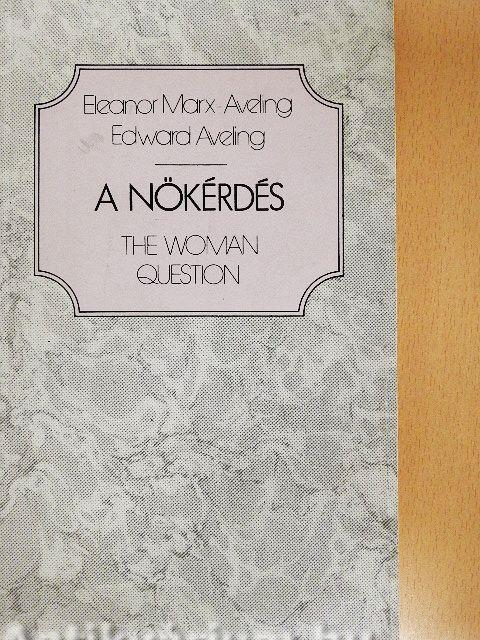 Eleanor Marx-Aveling
Edward Aveling
A NŐKÉRDÉS
THE WOMAN
QUESTION